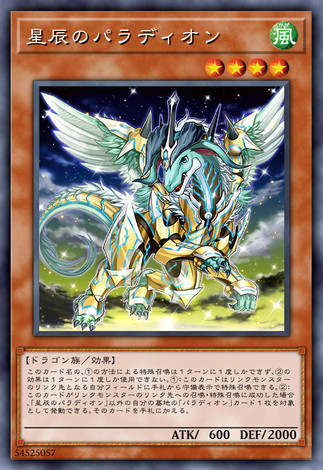 星辰のパラディオン
風
【ドラゴン族／効果】
このカード名の、①の方法による特殊召喚は１ターンに１度しかできず、②の
効果は１ターンに１度しか使用できない。①：このカードはリンクモンスター
のリンク先となる自分フィールドに手札から守備表示で特殊召喚できる。②：
このカードがリンクモンスターのリンク先への召喚・特殊召喚に成功した場合
、「星辰のパラディオン」以外の自分の墓地の「パラディオン」カード１枚を対象
として発動できる。そのカードを手札に加える。
ATK/ 600 DEF/2000
54525057